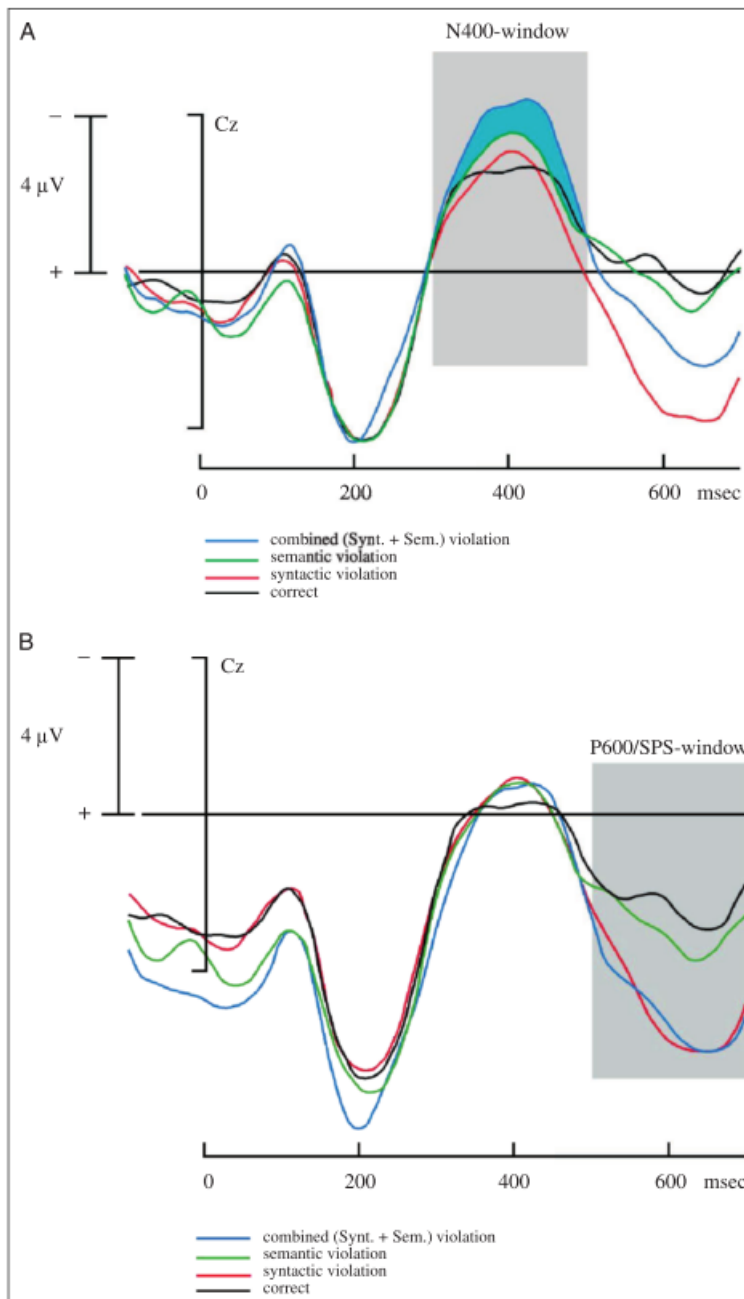 A
N400-window
−
Cz
4 µV
+
0 200 400 600 msec
combined (Synt. + Sem.) violation
semantic violation
syntactic violation
correct
B
−
Cz
4 µV
P600/SPS-window
+
0 200 400 600 msec
combined (Synt. + Sem.) violation
semantic violation
syntactic violation
correct